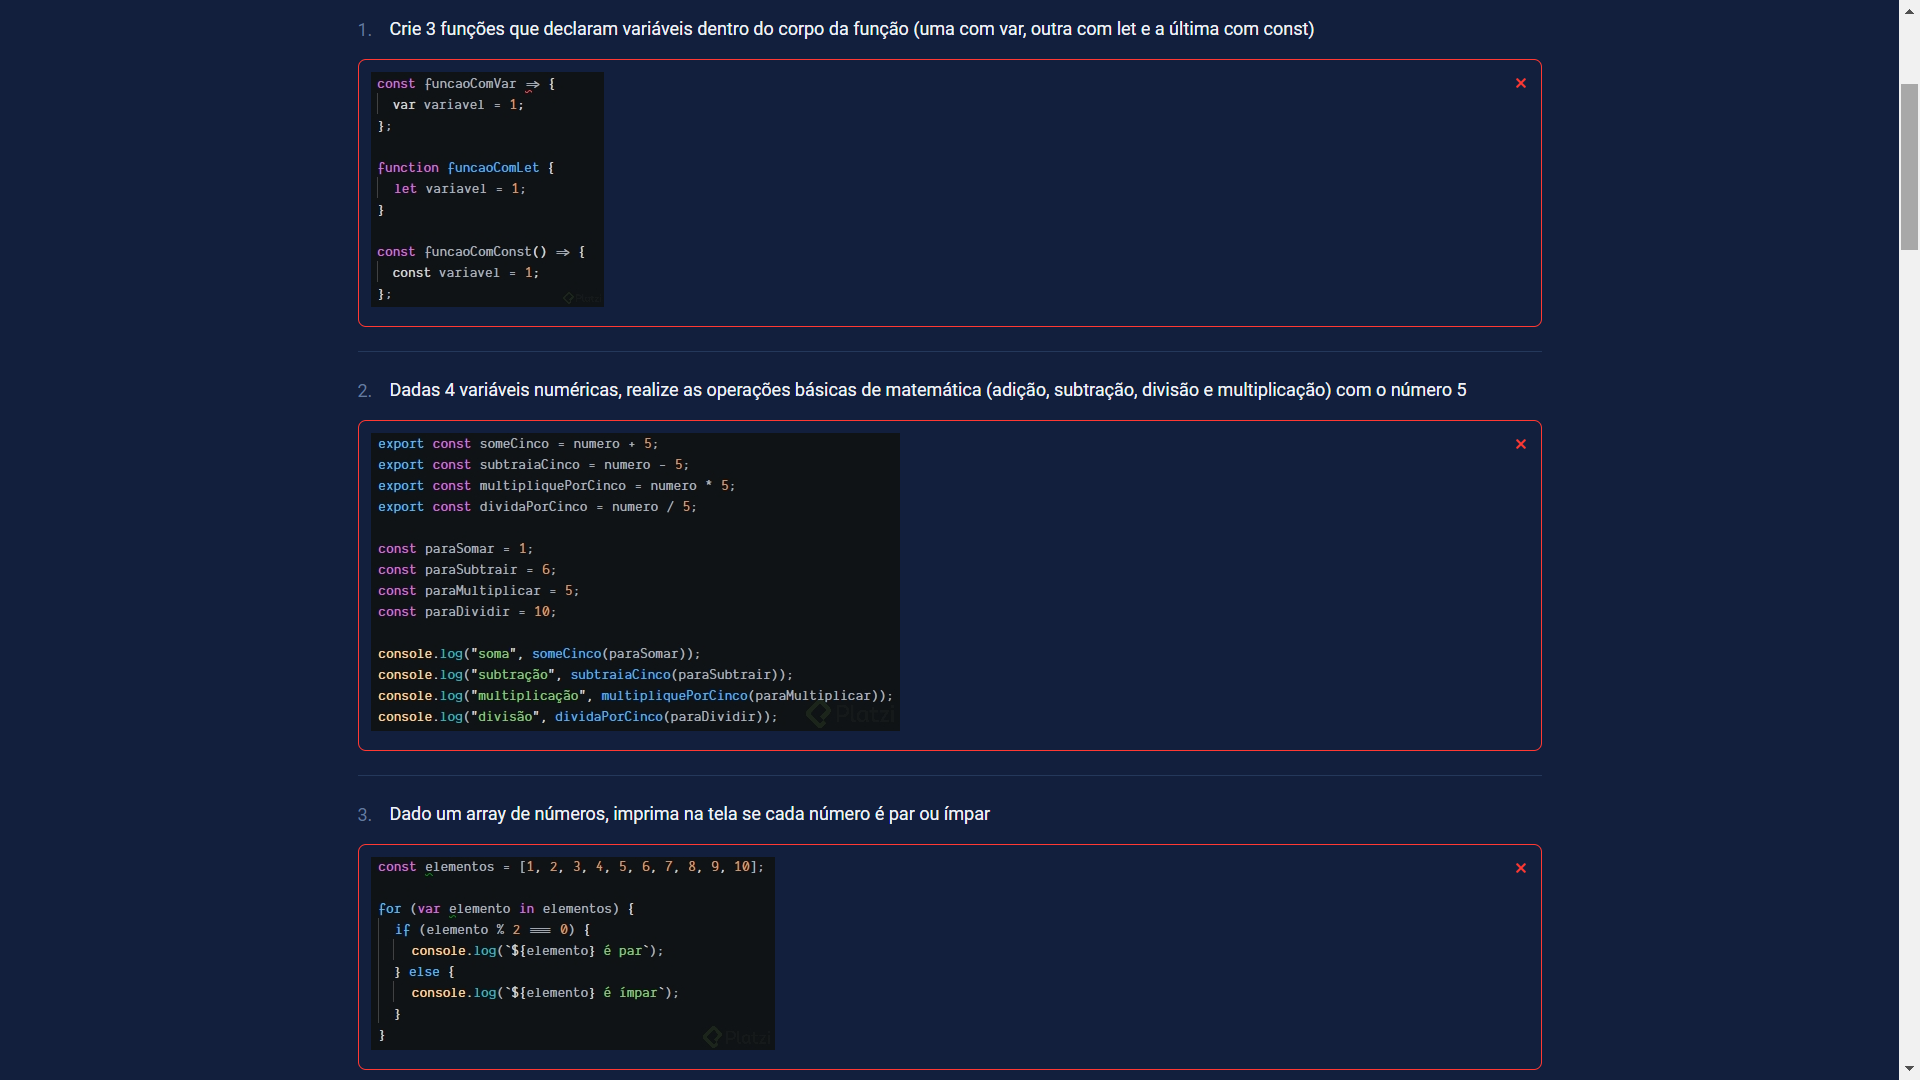 1. Crie 3 funções que declaram variáveis dentro do corpo da função (uma com var, outra com let e a última com const)
const funcaoComVar => {
  var variavel = 1;
};
function funcaoComLet {
  let variavel = 1;
}
const funcaoComConst() => {
  const variavel = 1;
};
Platzi
2. Dadas 4 variáveis numéricas, realize as operações básicas de matemática (adição, subtração, divisão e multiplicação) com o número 5
export const someCinco = numero + 5;
export const subtraiaCinco = numero - 5;
export const multipliquePorCinco = numero * 5;
export const dividaPorCinco = numero / 5;
const paraSomar = 1;
const paraSubtrair = 6;
const paraMultiplicar = 5;
const paraDividir = 10;
console.log("soma", someCinco(paraSomar));
console.log("subtração", subtraiaCinco(paraSubtrair));
console.log("multiplicação", multipliquePorCinco(paraMultiplicar));
console.log("divisão", dividaPorCinco(paraDividir));
Platzi
3. Dado um array de números, imprima na tela se cada número é par ou ímpar
const elementos = [1, 2, 3, 4, 5, 6, 7, 8, 9, 10];
for (var elemento in elementos) {
  if (elemento % 2 === 0) {
    console.log(`${elemento} é par`);
  } else {
    console.log(`${elemento} é ímpar`);
  }
}
Platzi